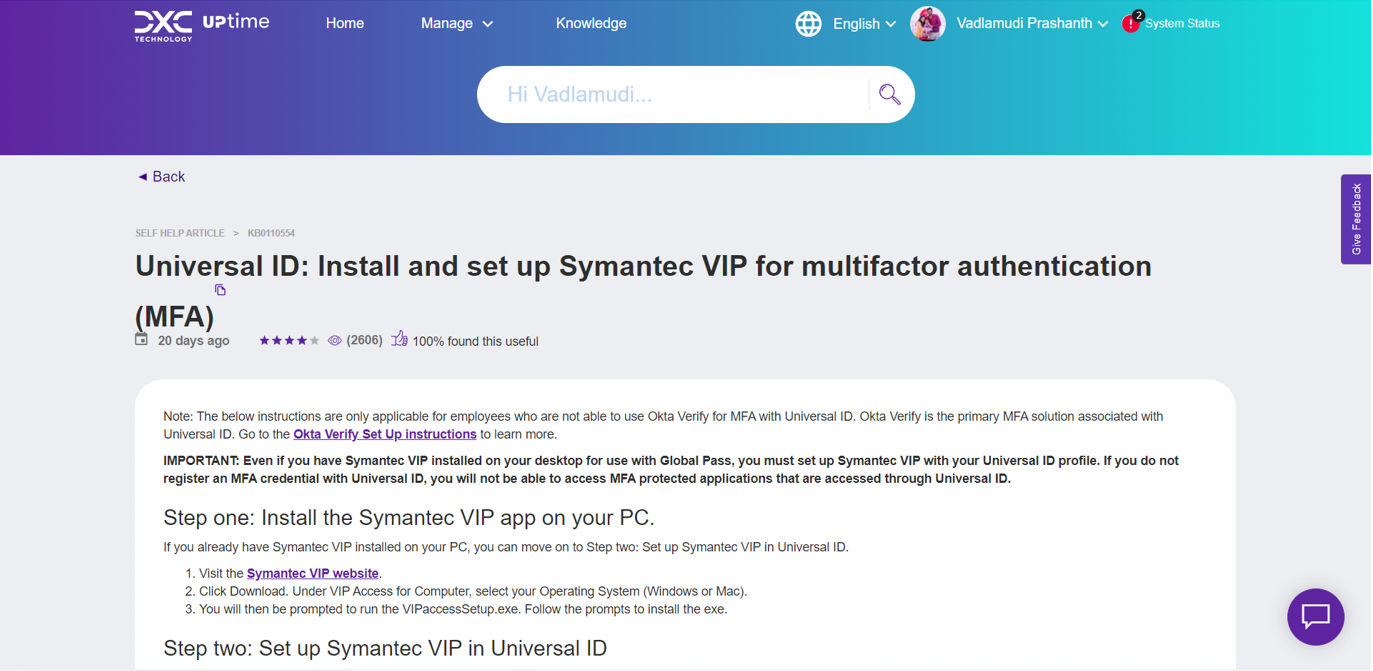 DXC TECHNOLOGY UPtime Home Manage Knowledge English Vadlamudi Prashanth 2 System Status
Hi Vadlamudi...
◄ Back
Give Feedback
SELF HELP ARTICLE > KB0110554
Universal ID: Install and set up Symantec VIP for multifactor authentication
(MFA)
20 days ago (2606) 100% found this useful
Note: The below instructions are only applicable for employees who are not able to use Okta Verify for MFA with Universal ID. Okta Verify is the primary MFA solution associated with
Universal ID. Go to the Okta Verify Set Up instructions to learn more.
IMPORTANT: Even if you have Symantec VIP installed on your desktop for use with Global Pass, you must set up Symantec VIP with your Universal ID profile. If you do not
register an MFA credential with Universal ID, you will not be able to access MFA protected applications that are accessed through Universal ID.
Step one: Install the Symantec VIP app on your PC.
If you already have Symantec VIP installed on your PC, you can move on to Step two: Set up Symantec VIP in Universal ID.
1. Visit the Symantec VIP website.
2. Click Download. Under VIP Access for Computer, select your Operating System (Windows or Mac).
3. You will then be prompted to run the VIPaccessSetup.exe. Follow the prompts to install the exe.
Step two: Set up Symantec VIP in Universal ID